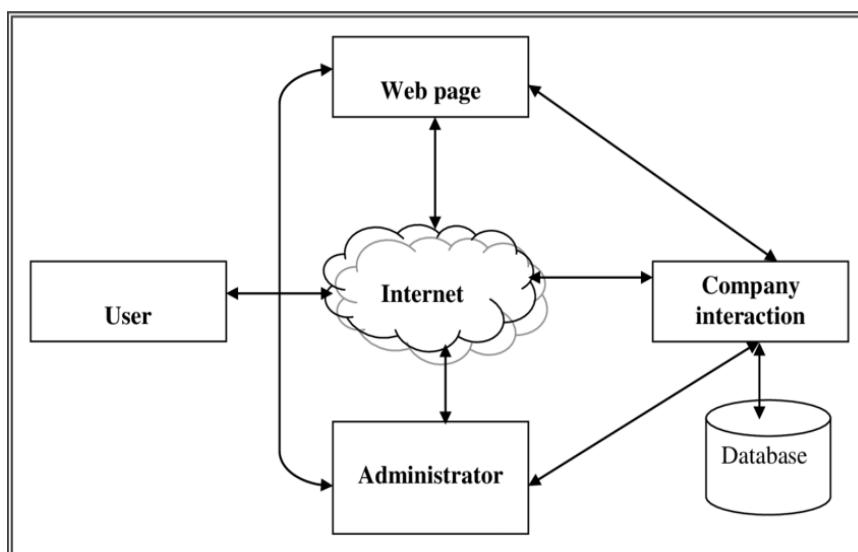 Web page
User
Internet
Company
interaction
Administrator
Database